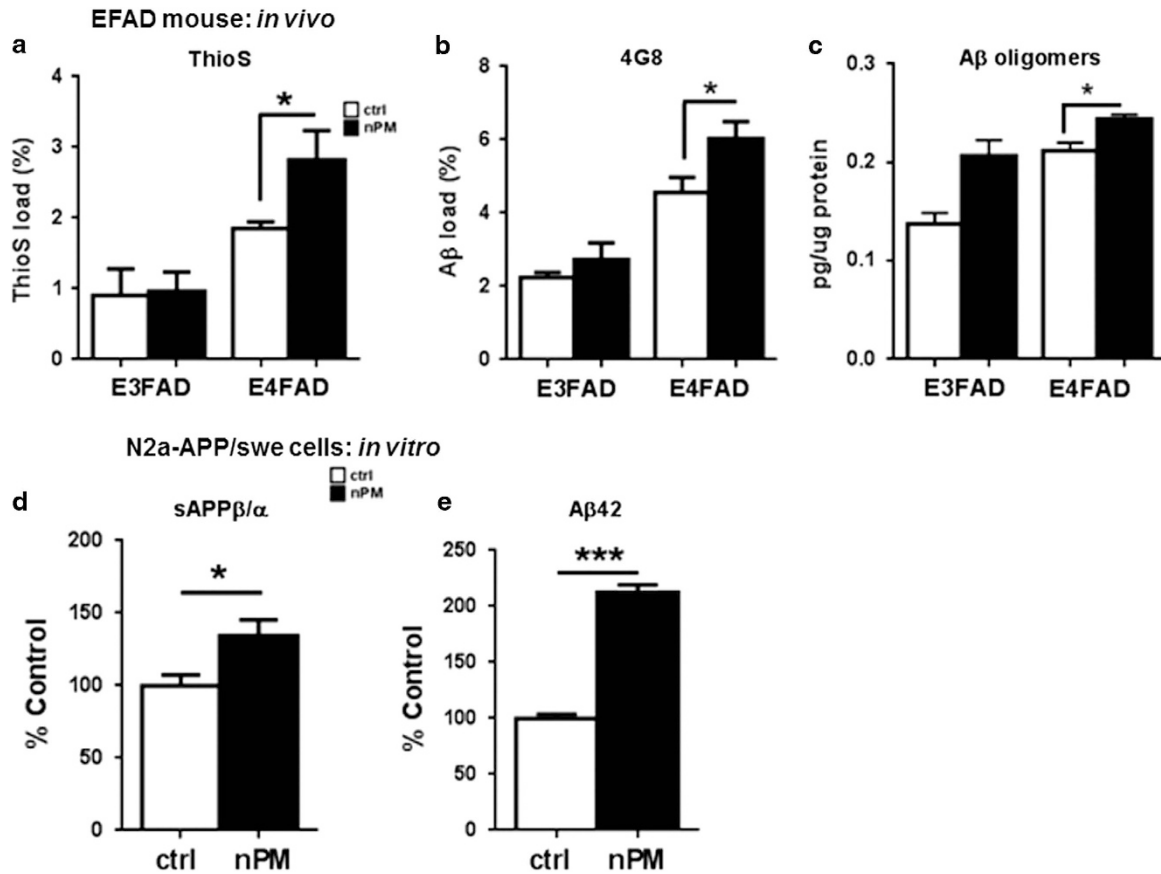 EFAD mouse: in vivo
a
ThioS
4
3
2
1
0
ThioS load (%)
*
ctrl
nPM
E3FAD
E4FAD
b
4G8
8
6
4
2
0
Aβ load (%)
*
E3FAD
E4FAD
c
Aβ oligomers
0.3
0.2
0.1
0.0
pg/ug protein
*
E3FAD
E4FAD
N2a-APP/swe cells: in vitro
ctrl
nPM
d
sAPPβ/α
200
150
100
50
0
% Control
*
ctrl
nPM
e
Aβ42
250
200
150
100
50
0
% Control
***
ctrl
nPM